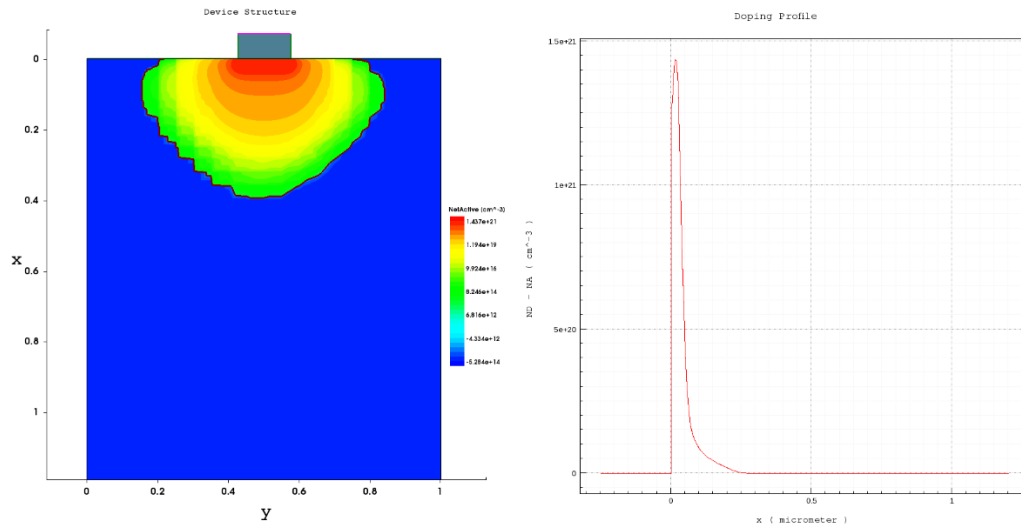 Device Structure
0
0.2
0.4
0.6
0.8
1
x
0
0.2
0.4
0.6
0.8
1
y
NetActive (cm^-3)
1.437e+21
1.194e+19
9.924e+16
8.246e+14
6.816e+12
-4.334e+12
-5.284e+14
Doping Profile
1.5e+21
1e+21
5e+20
0
ND - NA ( cm^-3 )
0
0.5
1
x ( micrometer )